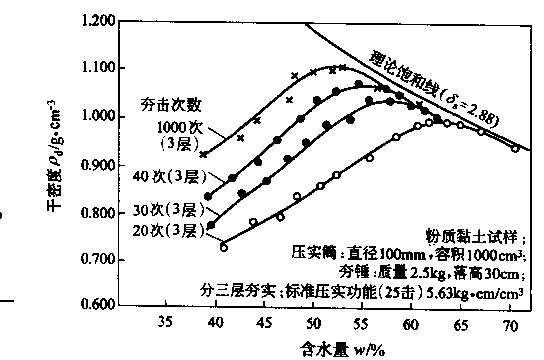 1.200
1.100
1.000
0.900
0.800
0.700
0.600
干密度 ρd/g·cm-3
理论饱和线(δs=2.88)
夯击次数
1000次
(3层)
40次(3层)
30次(3层)
20次(3层)
粉质黏土试样;
压实筒:直径100mm,容积1000cm3;
夯锤:质量2.5kg,落高30cm;
分三层夯实;标准压实功能(25击)5.63kg·cm/cm3
35 40 45 50 55 60 65 70
含水量 w/%